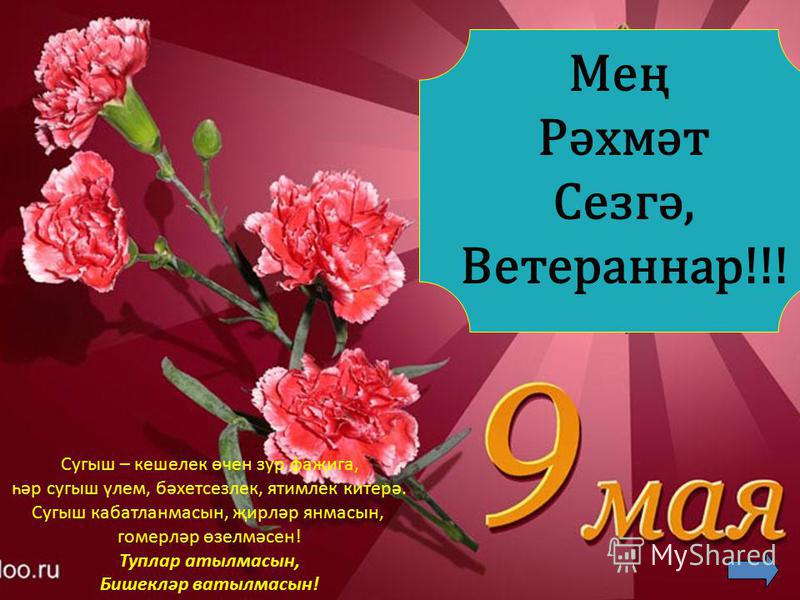 Мең
Рәхмәт
Сезгә,
Ветераннар!!!
9 мая
Сугыш – кешелек өчен зур фаҗига,
һәр сугыш үлем, бәхетсезлек, ятимлек китерә.
Сугыш кабатланмасын, җирләр янмасын,
гомерләр өзелмәсен!
Туплар атылмасын,
Бишекләр ватылмасын!
loo.ru
MyShared